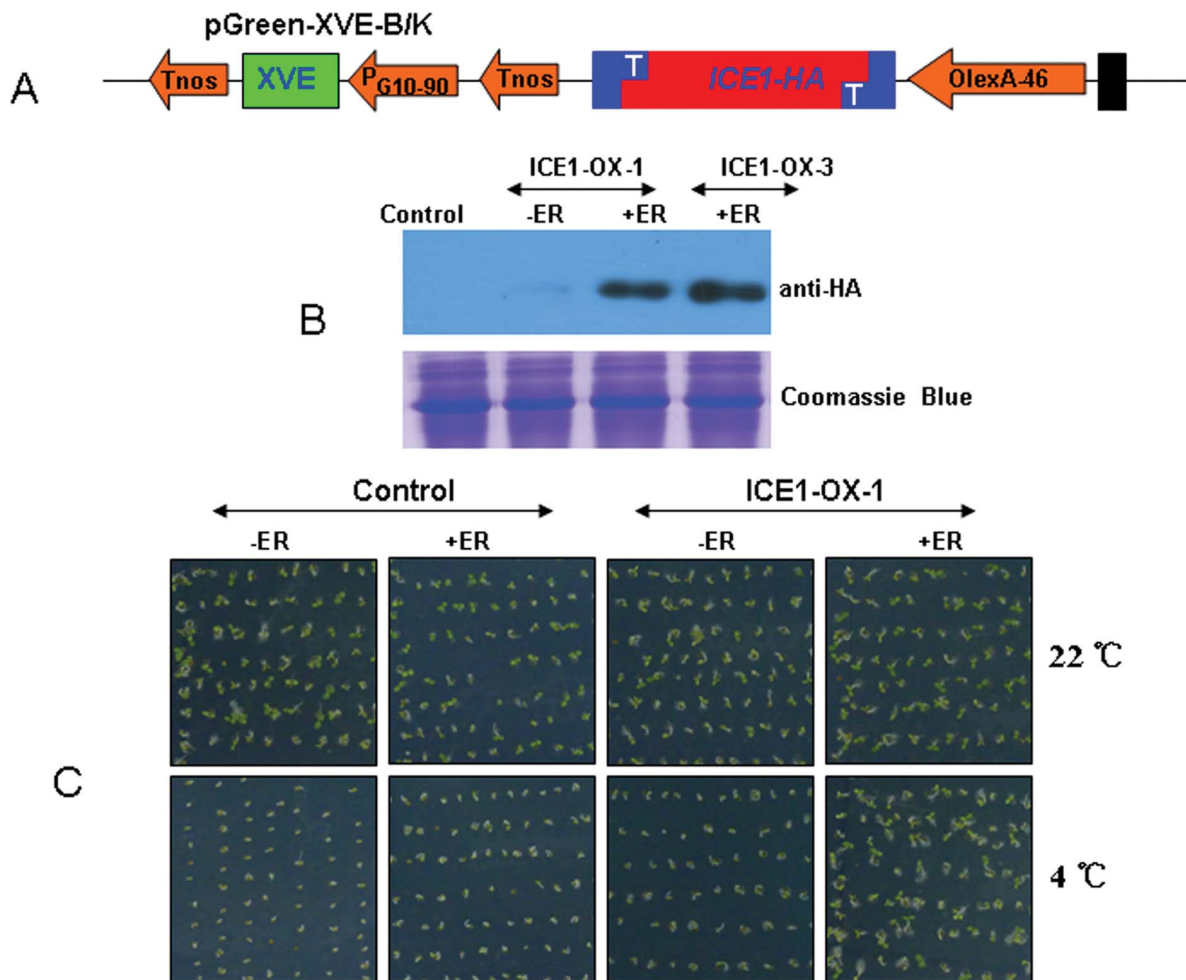 pGreen-XVE-B/K
A
Tnos
XVE
PG10-90
Tnos
T
ICE1-HA
T
OlexA-46
ICE1-OX-1
ICE1-OX-3
Control
-ER
+ER
+ER
anti-HA
B
Coomassie Blue
Control
ICE1-OX-1
-ER
+ER
-ER
+ER
22 ℃
C
4 ℃